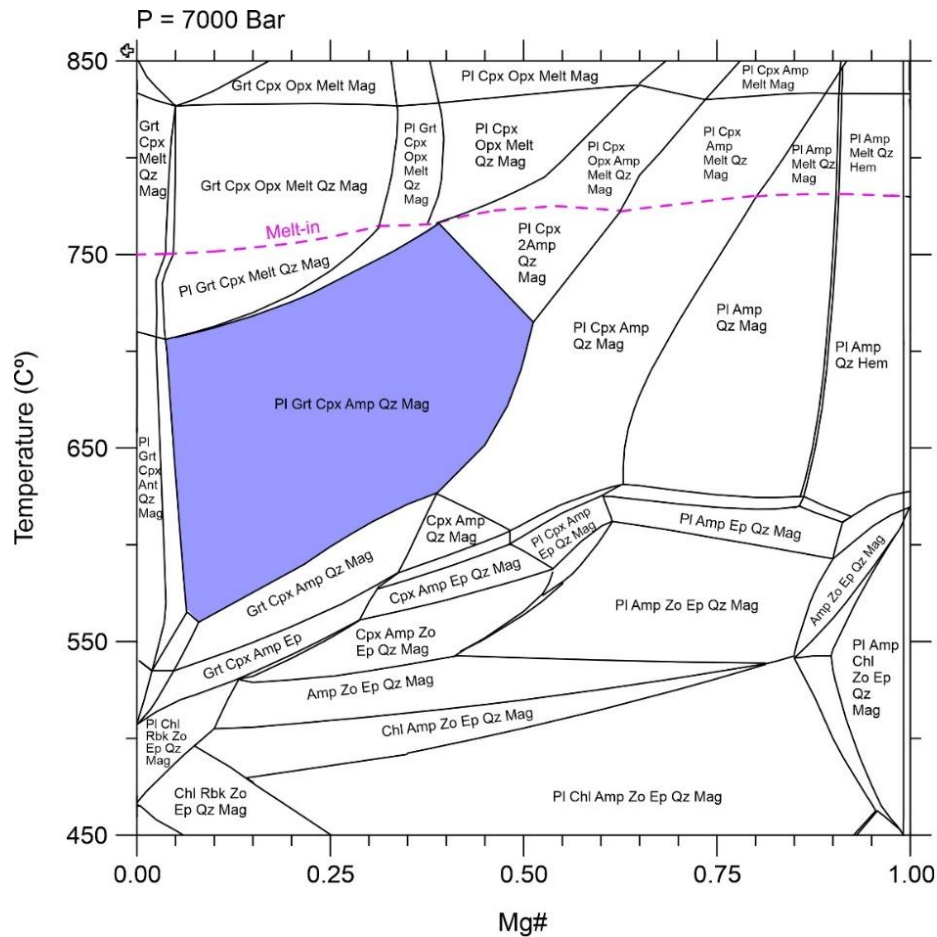 P = 7000 Bar
850
750
650
550
450
Temperature (Cº)
0.00
0.25
0.50
0.75
1.00
Mg#
Grt Cpx Opx Melt Mag
Pl Cpx Opx Melt Mag
Pl Cpx Amp
Melt Mag
Grt
Cpx
Melt
Qz
Mag
Grt Cpx Opx Melt Qz Mag
Pl Grt
Cpx
Opx
Melt
Qz
Mag
Pl Cpx
Opx Melt
Qz Mag
Pl Cpx
Opx Amp
Melt Qz
Mag
Pl Cpx
Amp
Melt Qz
Mag
Pl Amp
Melt Qz
Mag
Pl Amp
Melt Qz
Hem
Melt-in
Pl Grt Cpx Melt Qz Mag
Pl Cpx
2Amp
Qz
Mag
Pl Cpx Amp
Qz Mag
Pl Amp
Qz Mag
Pl Amp
Qz Hem
Pl Grt Cpx Amp Qz Mag
Pl
Grt
Cpx
Ant
Qz
Mag
Cpx Amp
Qz Mag
Pl Cpx Amp
Ep Qz Mag
Pl Amp Ep Qz Mag
Grt Cpx Amp Qz Mag
Cpx Amp Ep Qz Mag
Amp Zo Ep Qz Mag
Pl Amp Zo Ep Qz Mag
Grt Cpx Amp Ep
Cpx Amp Zo
Ep Qz Mag
Pl Amp
Chl
Zo Ep
Qz
Mag
Amp Zo Ep Qz Mag
Pl Chl
Rbk Zo
Ep Qz
Mag
Chl Amp Zo Ep Qz Mag
Chl Rbk Zo
Ep Qz Mag
Pl Chl Amp Zo Ep Qz Mag